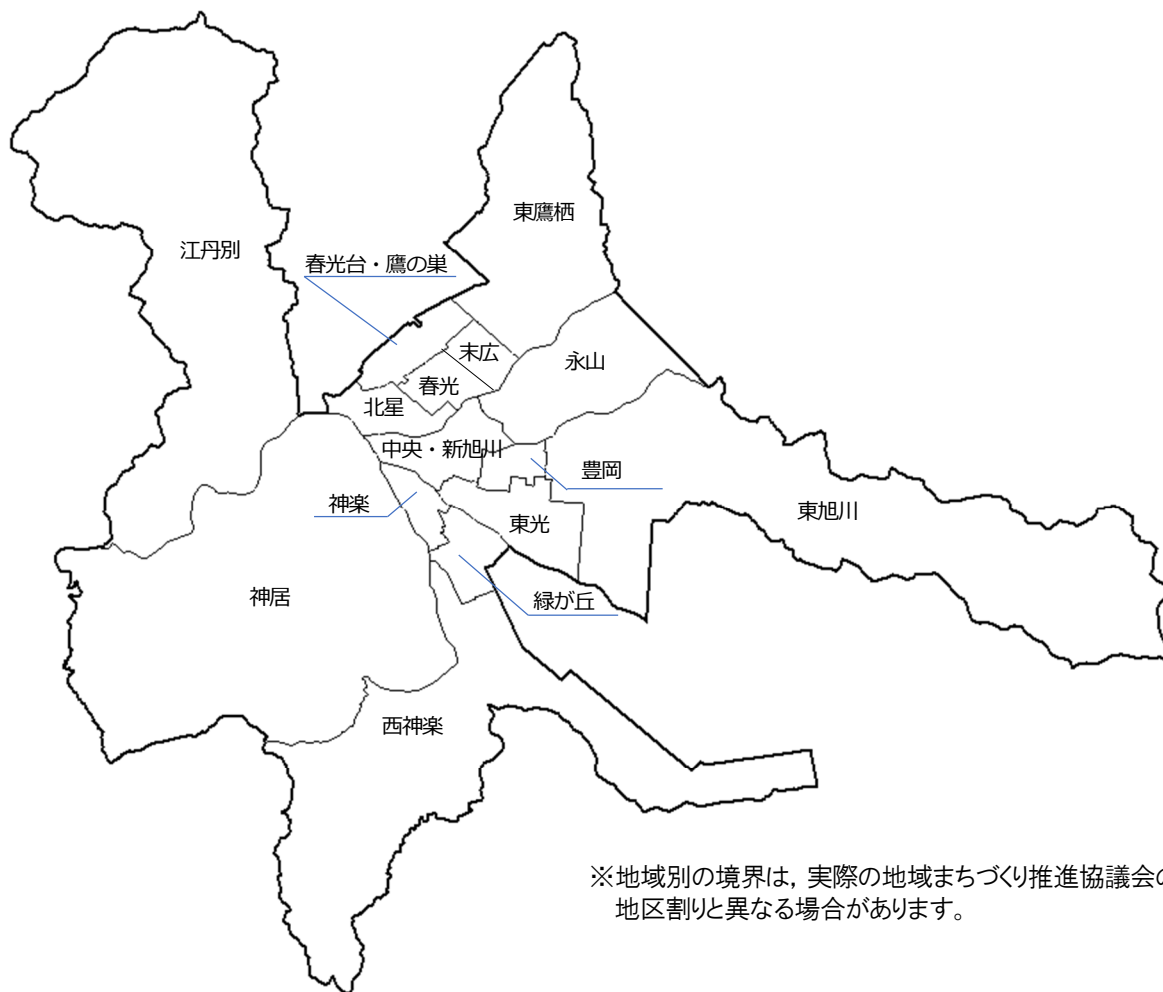 東鷹栖
江丹別
春光台・鷹の巣
末広
永山
春光
北星
中央・新旭川
豊岡
神楽
東光
東旭川
神居
緑が丘
西神楽
※地域別の境界は，実際の地域まちづくり推進協議会の
地区割りと異なる場合があります。